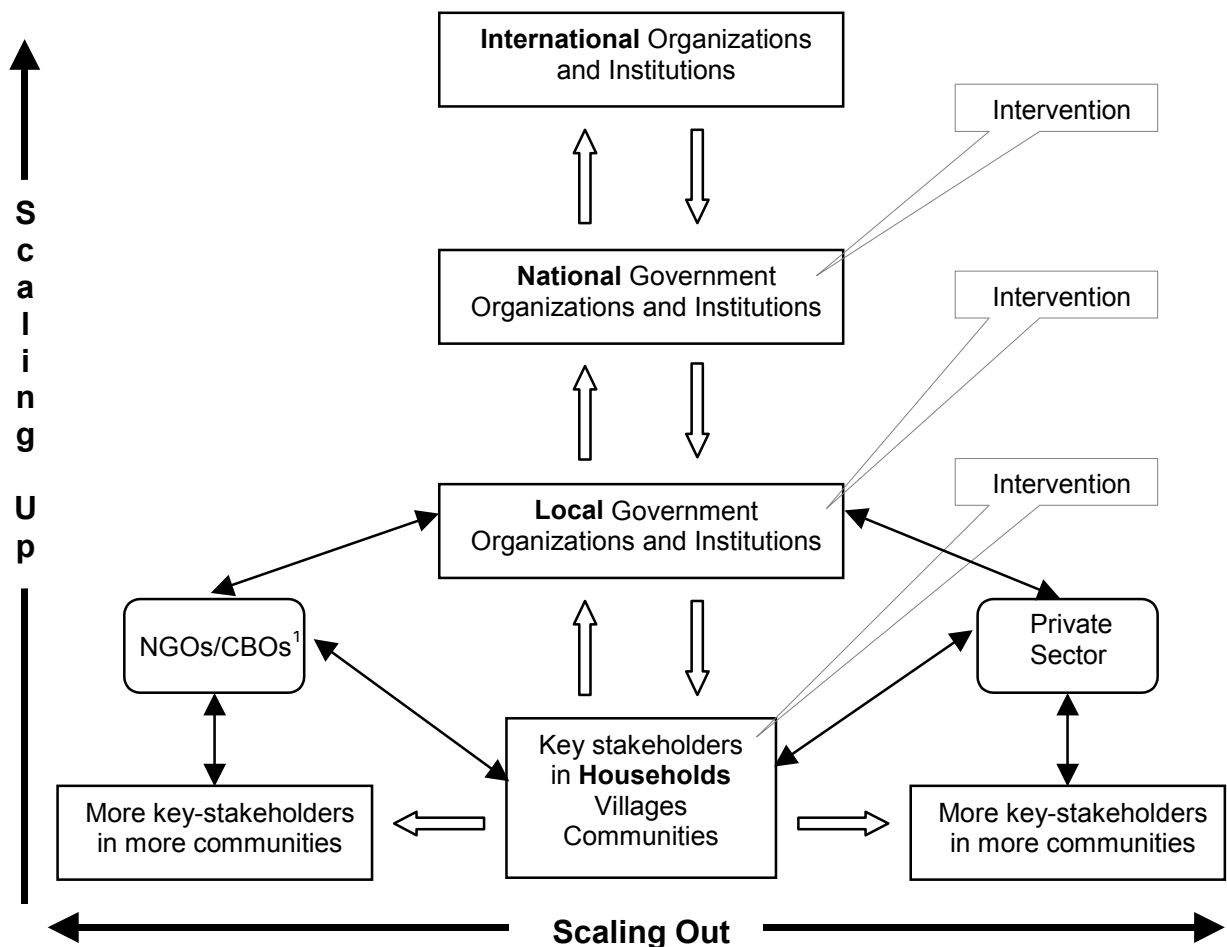 International Organizations
and Institutions
Intervention
National Government
Organizations and Institutions
Intervention
Local Government
Organizations and Institutions
Intervention
NGOs/CBOs¹
Private
Sector
Key stakeholders
in Households
Villages
Communities
More key-stakeholders
in more communities
More key-stakeholders
in more communities
Scaling Up
Scaling Out